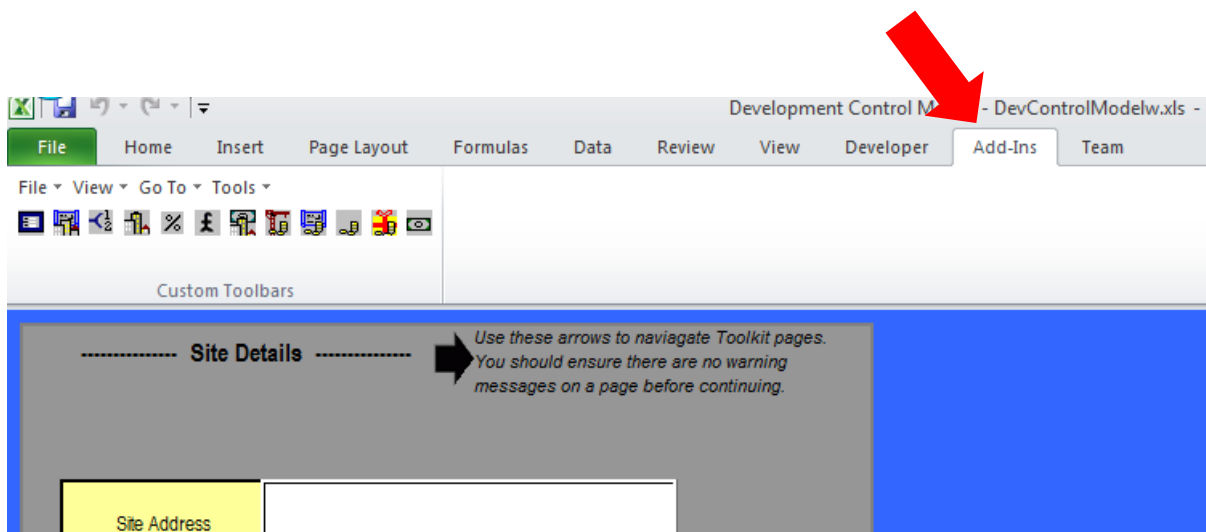 Development Control M - DevControlModelw.xls -
File Home Insert Page Layout Formulas Data Review View Developer Add-Ins Team
File View Go To Tools
Custom Toolbars
--------------- Site Details ---------------
Use these arrows to naviagate Toolkit pages.
You should ensure there are no warning
messages on a page before continuing.
Site Address